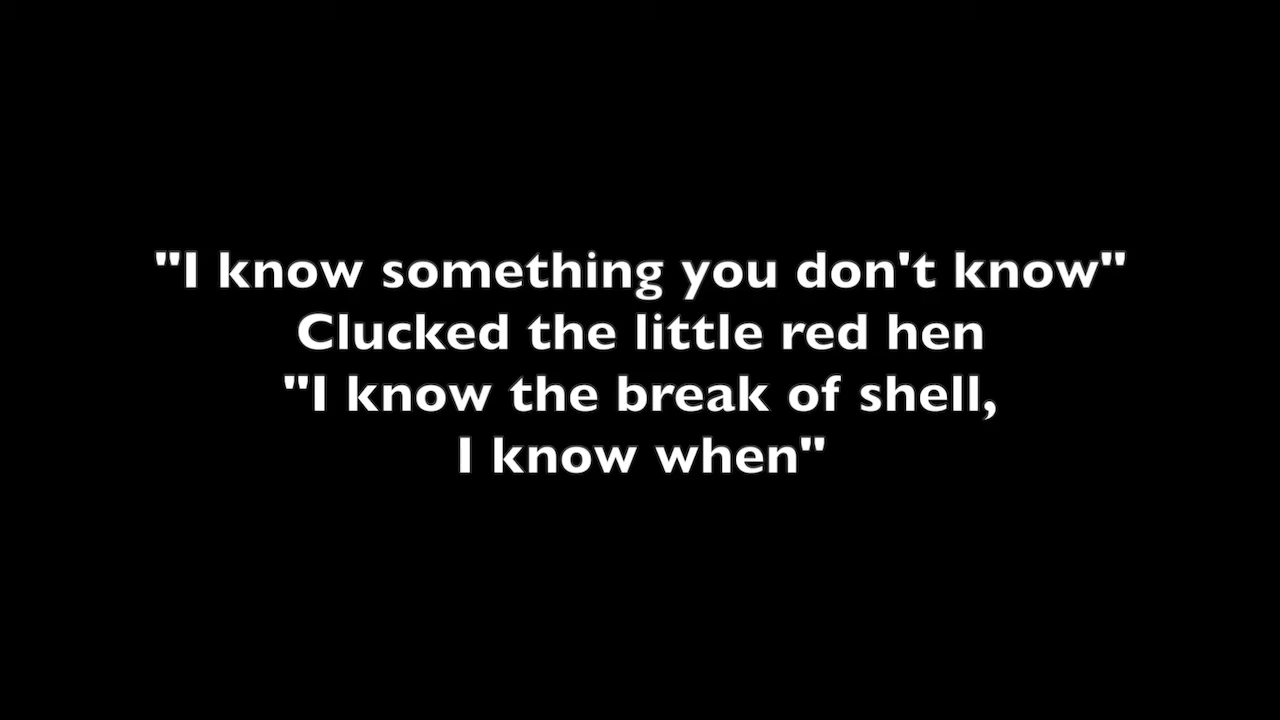 "I know something you don't know"
Clucked the little red hen
"I know the break of shell,
I know when"